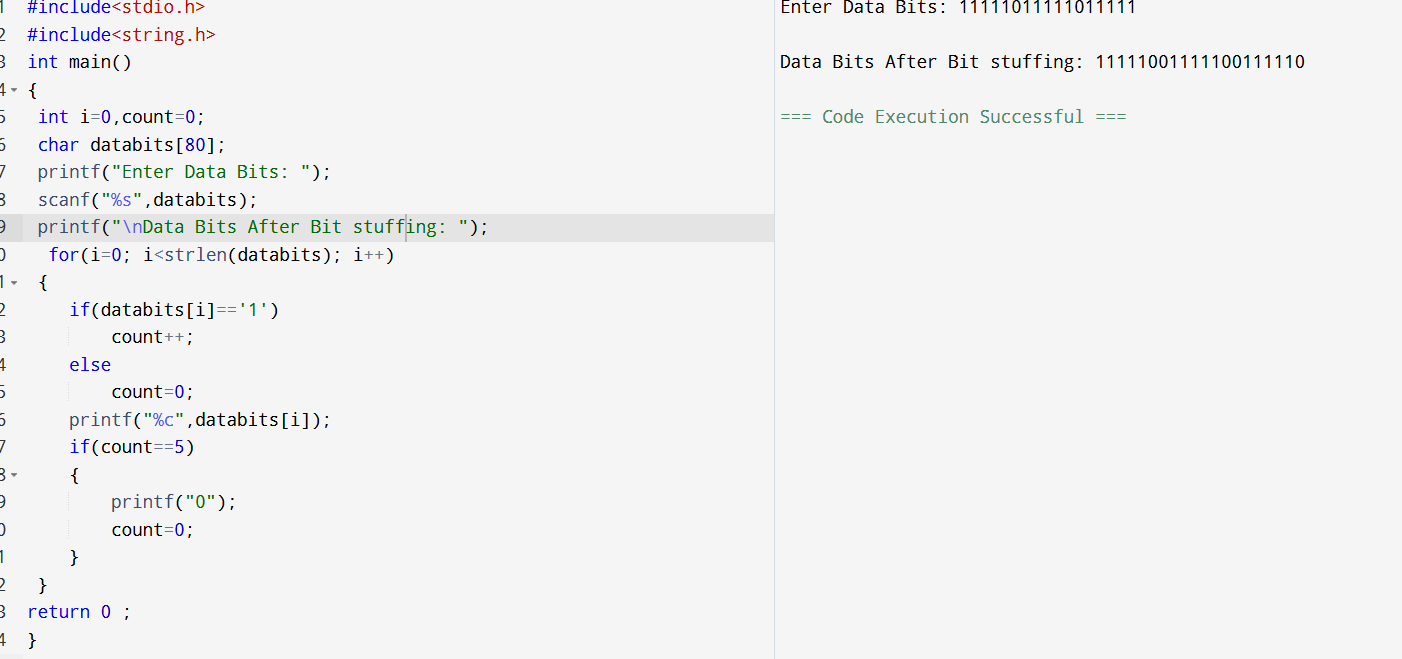 1 #include<stdio.h>
2 #include<string.h>
3 int main()
4 {
5 int i=0,count=0;
6 char databits[80];
7 printf("Enter Data Bits: ");
8 scanf("%s",databits);
9 printf("\nData Bits After Bit stuffing: ");
0 for(i=0; i<strlen(databits); i++)
1 {
2 if(databits[i]=='1')
3 count++;
4 else
5 count=0;
6 printf("%c",databits[i]);
7 if(count==5)
8 {
9 printf("0");
0 count=0;
1 }
2 }
3 return 0 ;
4 }
Enter Data Bits: 11111011111011111
Data Bits After Bit stuffing: 11111001111100111110
=== Code Execution Successful ===